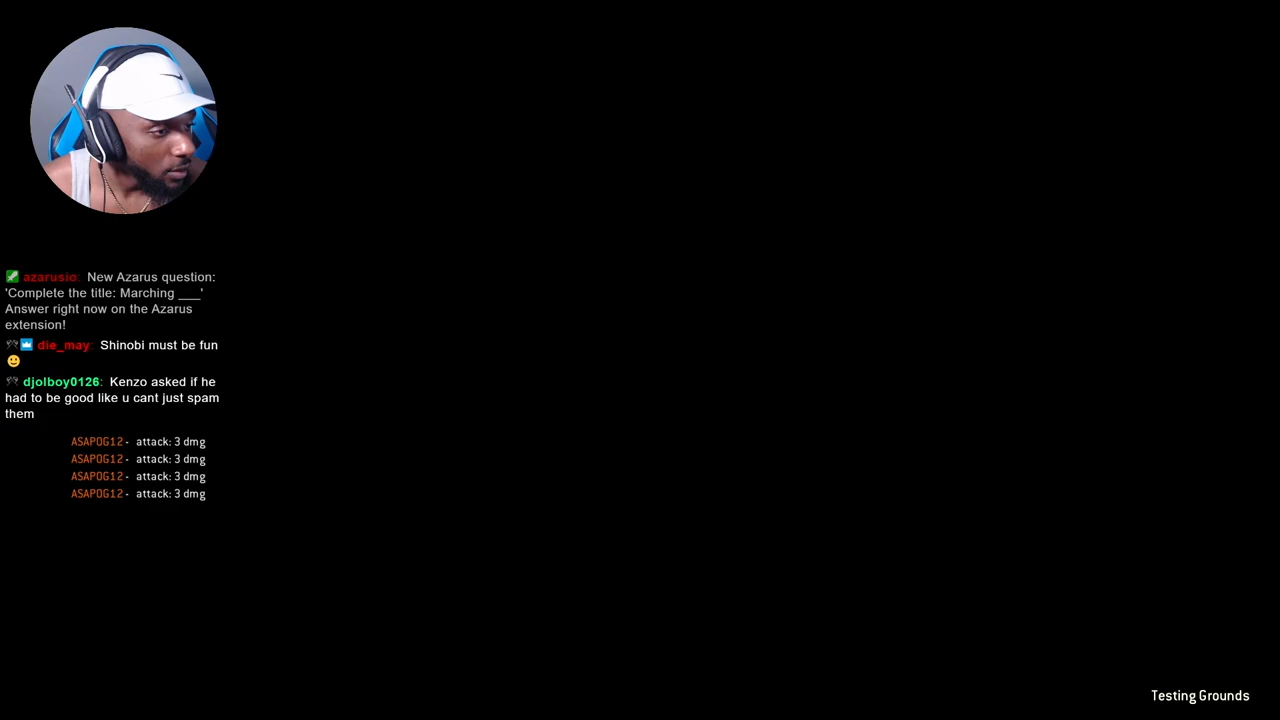 azarusio: New Azarus question:
'Complete the title: Marching ___'
Answer right now on the Azarus
extension!
die_may: Shinobi must be fun
djolboy0126: Kenzo asked if he
had to be good like u cant just spam
them
ASAPOG12 - attack: 3 dmg
ASAPOG12 - attack: 3 dmg
ASAPOG12 - attack: 3 dmg
ASAPOG12 - attack: 3 dmg
Testing Grounds